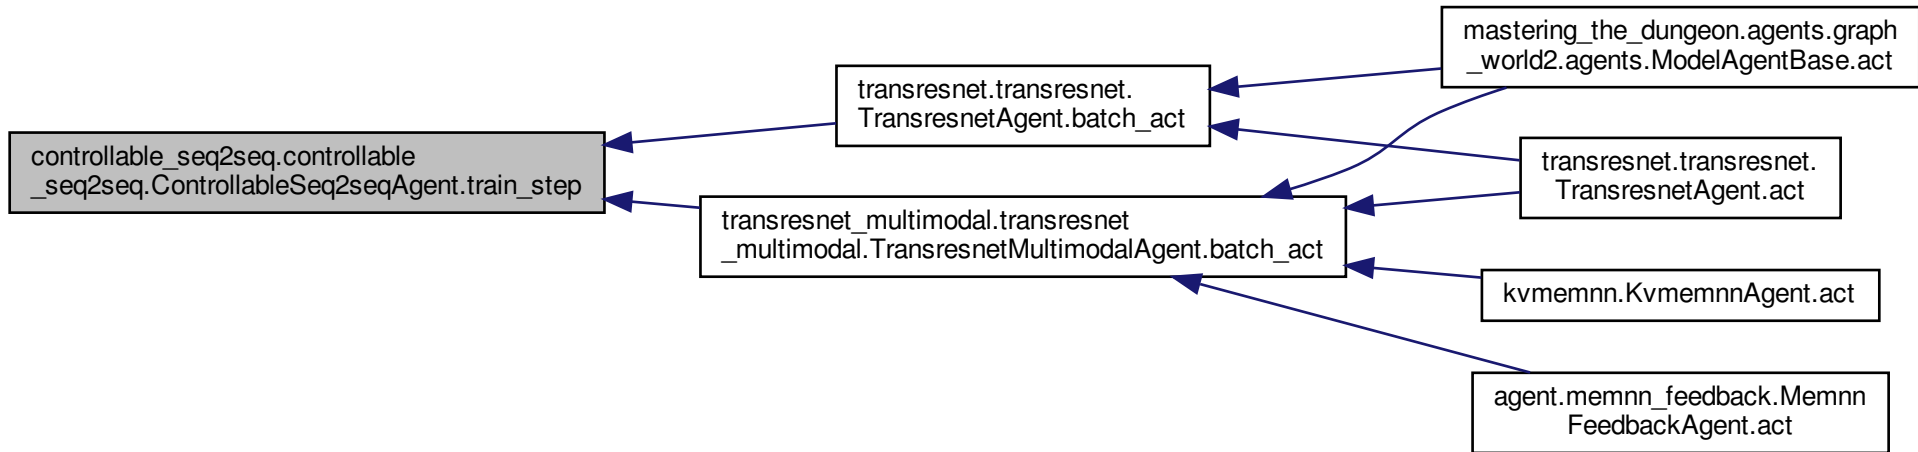 controllable_seq2seq.controllable
_seq2seq.ControllableSeq2seqAgent.train_step
transresnet.transresnet.
TransresnetAgent.batch_act
transresnet_multimodal.transresnet
_multimodal.TransresnetMultimodalAgent.batch_act
mastering_the_dungeon.agents.graph
_world2.agents.ModelAgentBase.act
transresnet.transresnet.
TransresnetAgent.act
kvmemnn.KvmemnnAgent.act
agent.memnn_feedback.Memnn
FeedbackAgent.act